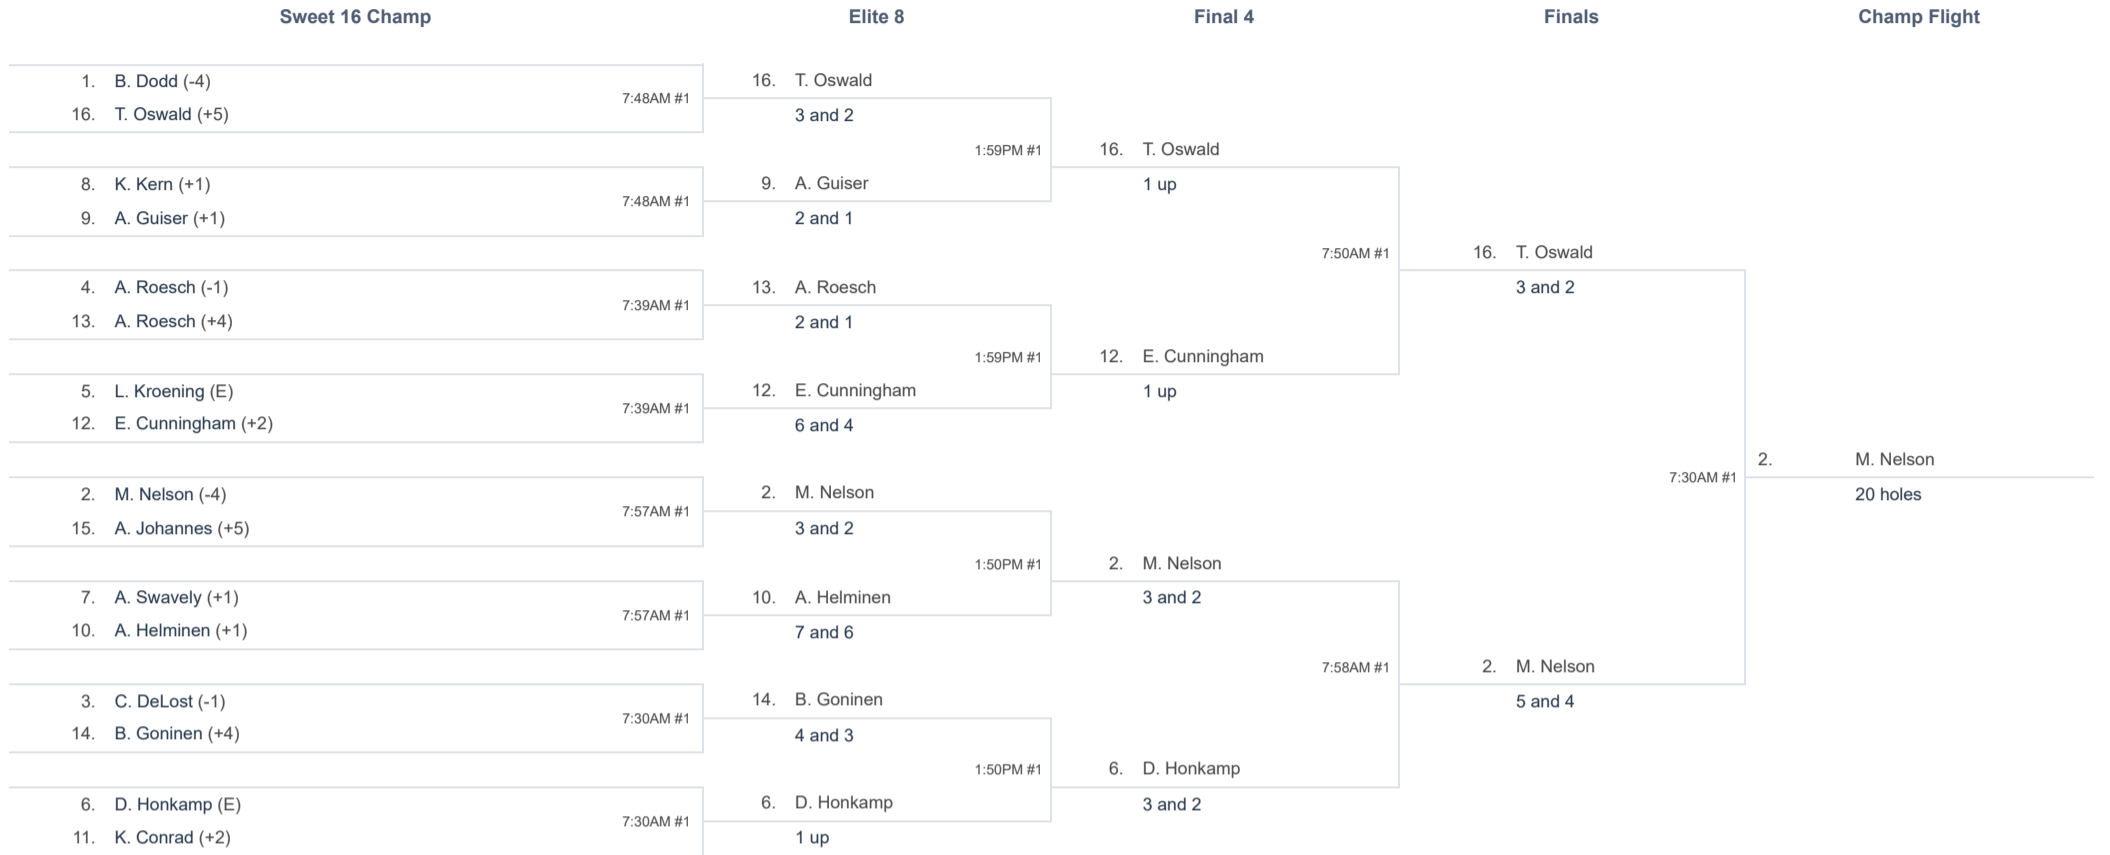 Sweet 16 Champ
Elite 8
Final 4
Finals
Champ Flight
1. B. Dodd (-4)
16. T. Oswald (+5)
7:48AM #1
8. K. Kern (+1)
9. A. Guiser (+1)
7:48AM #1
4. A. Roesch (-1)
13. A. Roesch (+4)
7:39AM #1
5. L. Kroening (E)
12. E. Cunningham (+2)
7:39AM #1
2. M. Nelson (-4)
15. A. Johannes (+5)
7:57AM #1
7. A. Swavely (+1)
10. A. Helminen (+1)
7:57AM #1
3. C. DeLost (-1)
14. B. Goninen (+4)
7:30AM #1
6. D. Honkamp (E)
11. K. Conrad (+2)
7:30AM #1
16. T. Oswald
3 and 2
9. A. Guiser
2 and 1
1:59PM #1
13. A. Roesch
2 and 1
12. E. Cunningham
6 and 4
1:59PM #1
2. M. Nelson
3 and 2
10. A. Helminen
7 and 6
1:50PM #1
14. B. Goninen
4 and 3
6. D. Honkamp
1 up
1:50PM #1
16. T. Oswald
1 up
12. E. Cunningham
1 up
7:50AM #1
2. M. Nelson
3 and 2
6. D. Honkamp
3 and 2
7:58AM #1
16. T. Oswald
3 and 2
2. M. Nelson
5 and 4
7:30AM #1
2. M. Nelson
20 holes